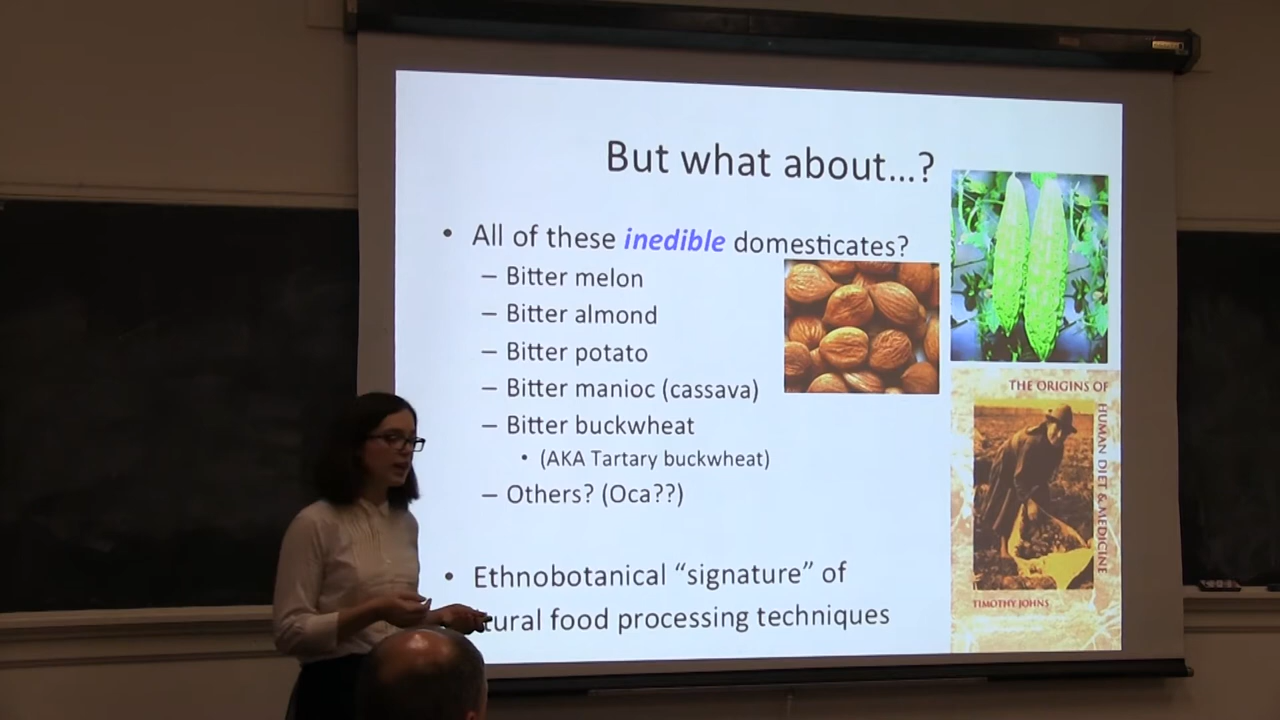 But what about...?
• All of these inedible domesticates?
– Bitter melon
– Bitter almond
– Bitter potato
– Bitter manioc (cassava)
– Bitter buckwheat
• (AKA Tartary buckwheat)
– Others? (Oca??)
• Ethnobotanical “signature” of
food processing techniques
THE ORIGINS OF
HUMAN DIET & MEDICINE
TIMOTHY JOHNS